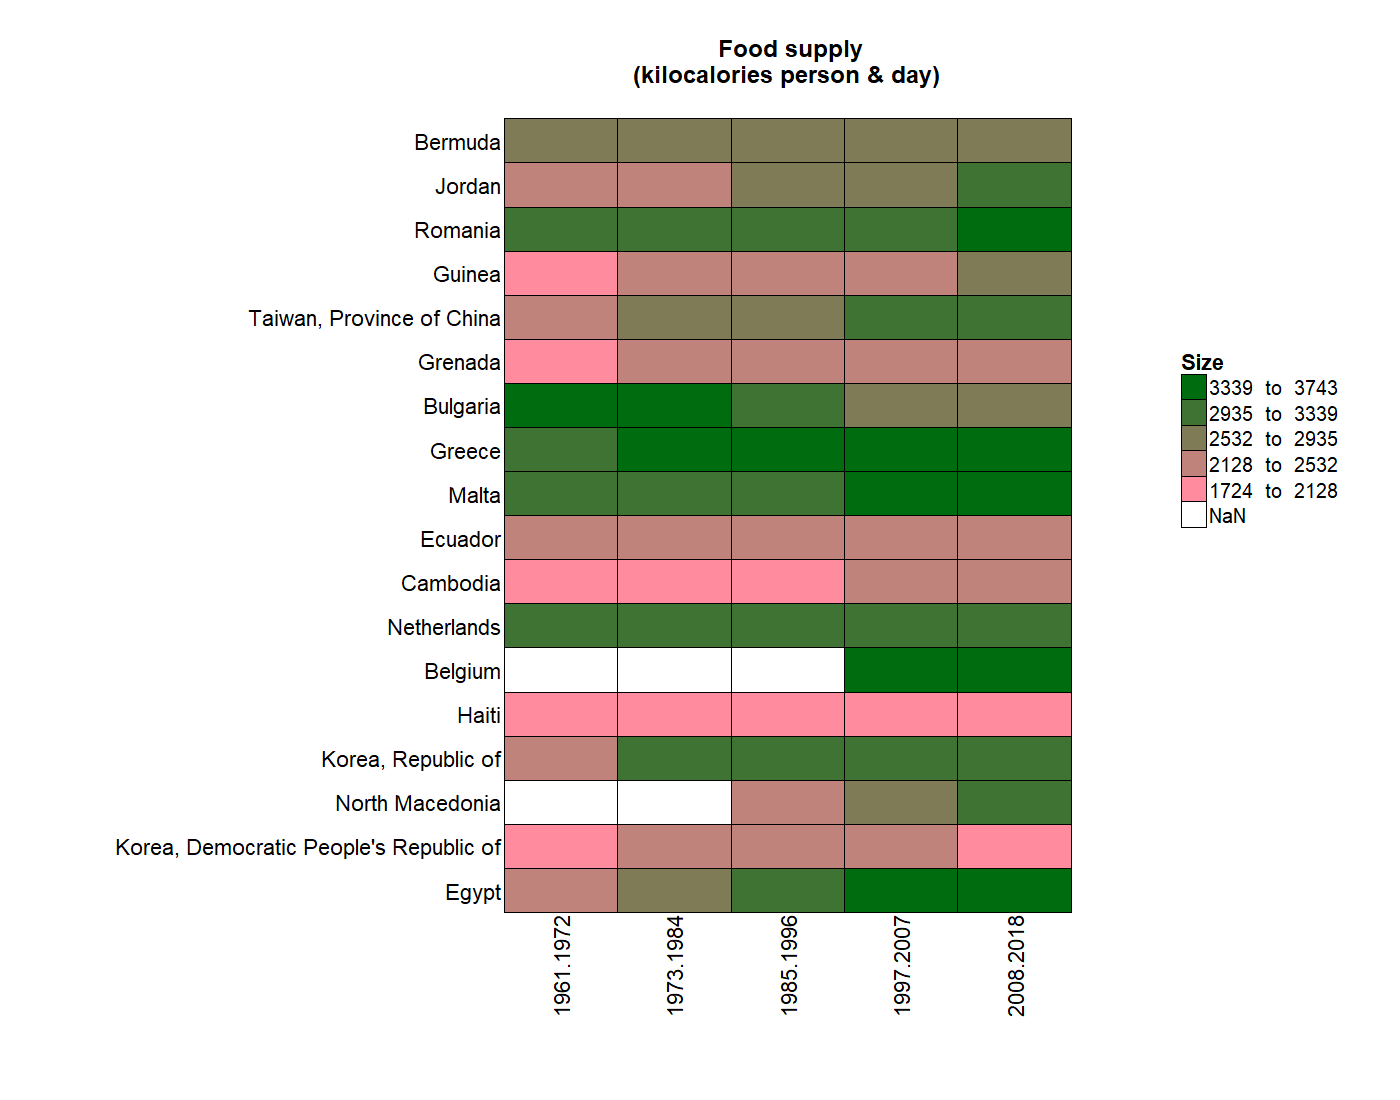 Food supply
(kilocalories person & day)
Bermuda
Jordan
Romania
Guinea
Taiwan, Province of China
Grenada
Bulgaria
Greece
Malta
Ecuador
Cambodia
Netherlands
Belgium
Haiti
Korea, Republic of
North Macedonia
Korea, Democratic People's Republic of
Egypt
1961.1972
1973.1984
1985.1996
1997.2007
2008.2018
Size
3339 to 3743
2935 to 3339
2532 to 2935
2128 to 2532
1724 to 2128
NaN